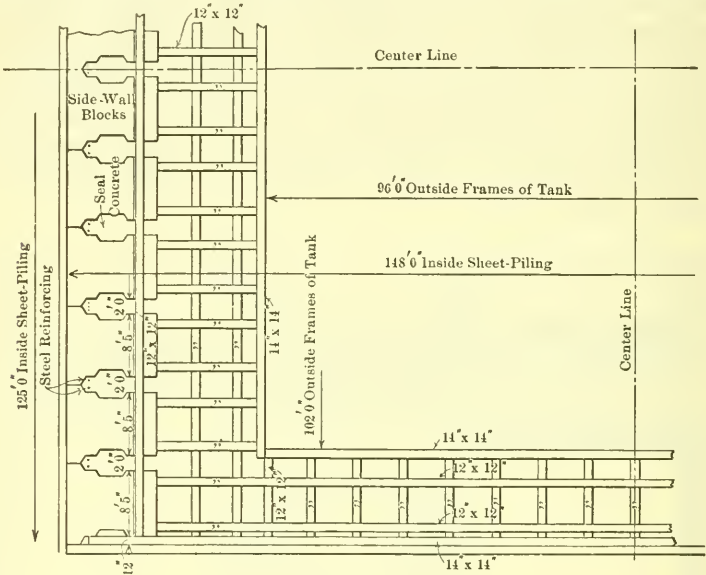 12" x 12"
Center Line
Side-Wall
Blocks
Seal
Concrete
96'0" Outside Frames of Tank
148'0" Inside Sheet-Piling
125'0" Inside Sheet-Piling
Steel Reinforcing
2'0"
8'5"
12" x 12"
14" x 14"
102'0" Outside Frames of Tank
Center Line
2'0"
8'5"
2'0"
8'5"
14" x 14"
12" x 12"
12" x 12"
12" x 12"
14" x 14"
12"